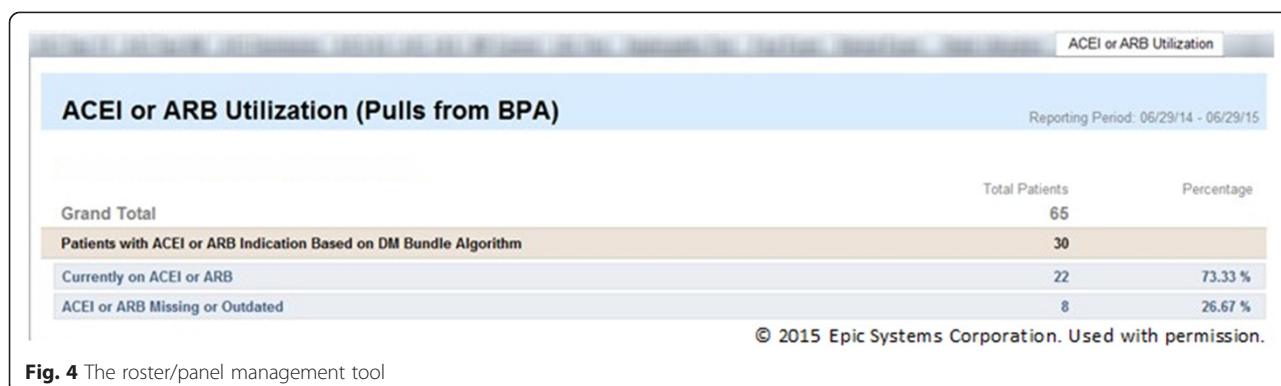 ACEI or ARB Utilization
ACEI or ARB Utilization (Pulls from BPA)
Reporting Period: 06/29/14 - 06/29/15
Total Patients Percentage
Grand Total 65
Patients with ACEI or ARB Indication Based on DM Bundle Algorithm 30
Currently on ACEI or ARB 22 73.33 %
ACEI or ARB Missing or Outdated 8 26.67 %
© 2015 Epic Systems Corporation. Used with permission.
Fig. 4 The roster/panel management tool